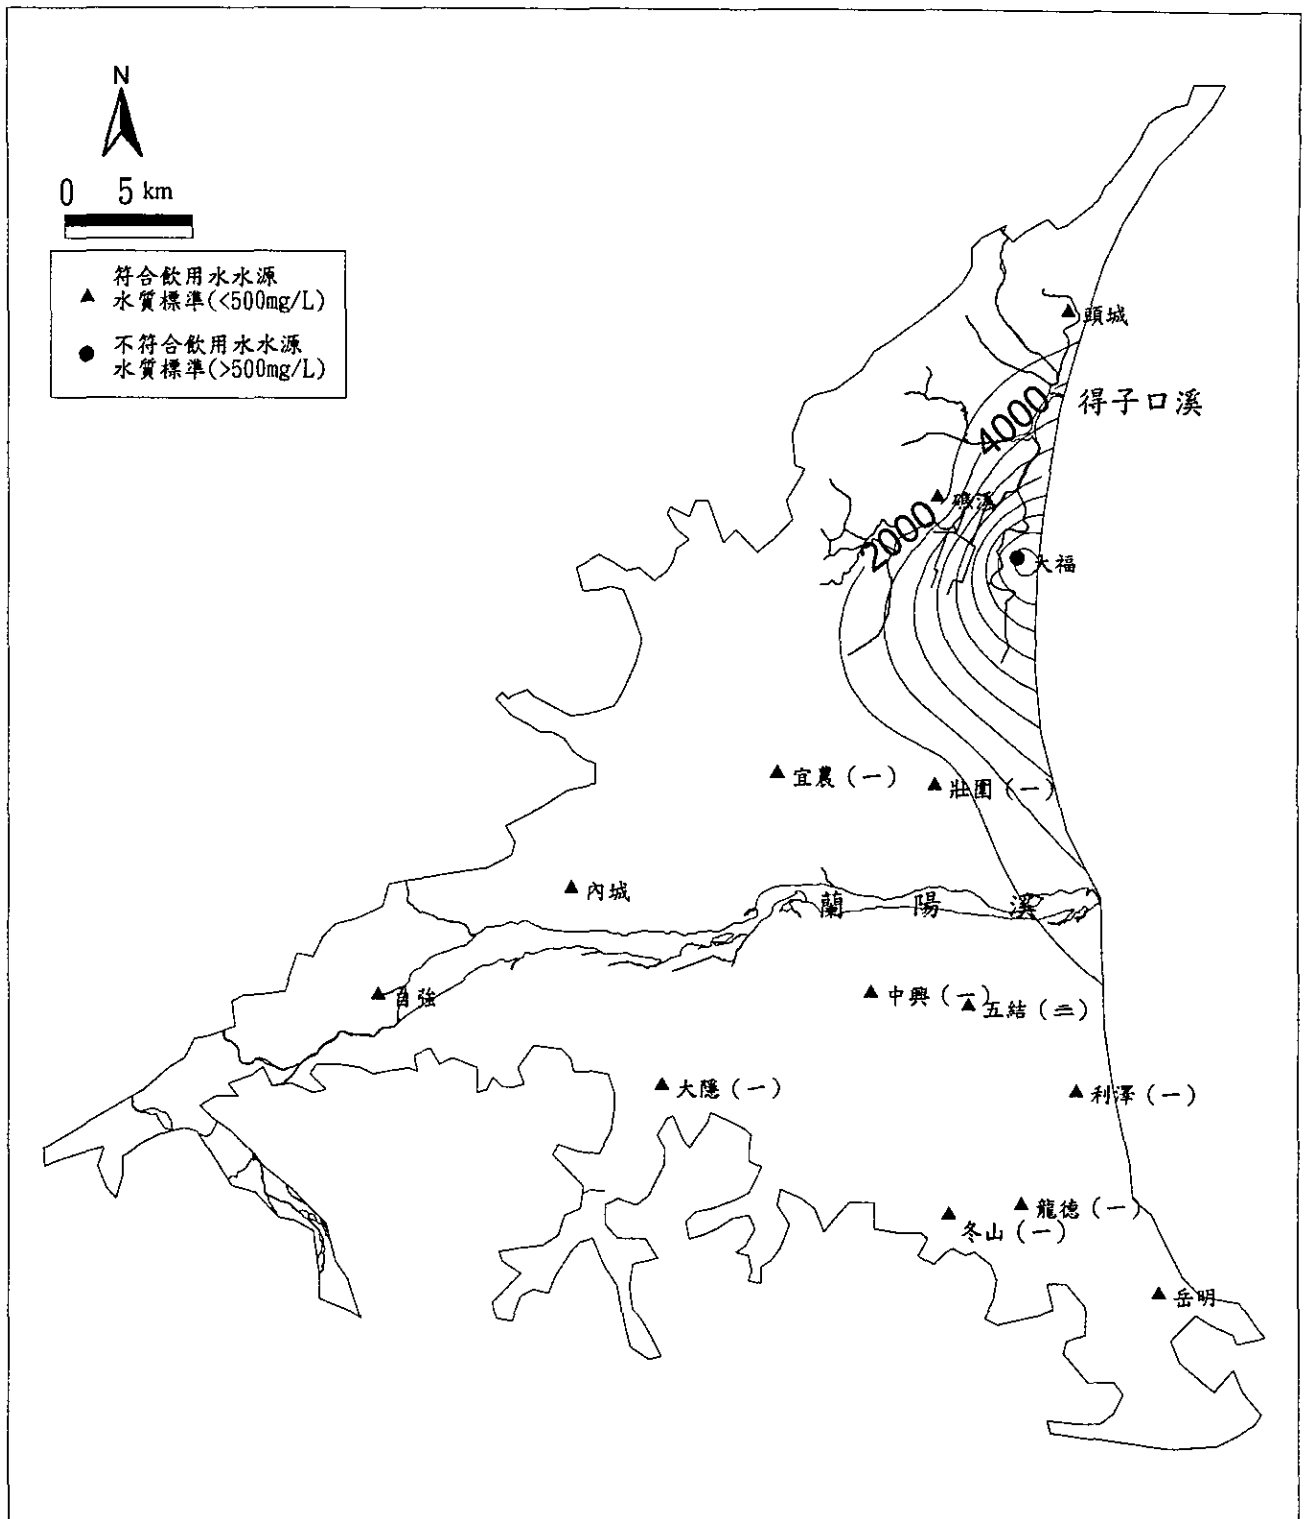 N
0 5 km
符合飲用水水源
水質標準(<500mg/L)
不符合飲用水水源
水質標準(>500mg/L)
頭城
得子口溪
4000
礁溪
2000
大福
宜農（一）
壯圍（一）
內城
蘭陽溪
自強
中興（一）
五結（三）
大隱（一）
利澤（一）
龍德（一）
冬山（一）
岳明